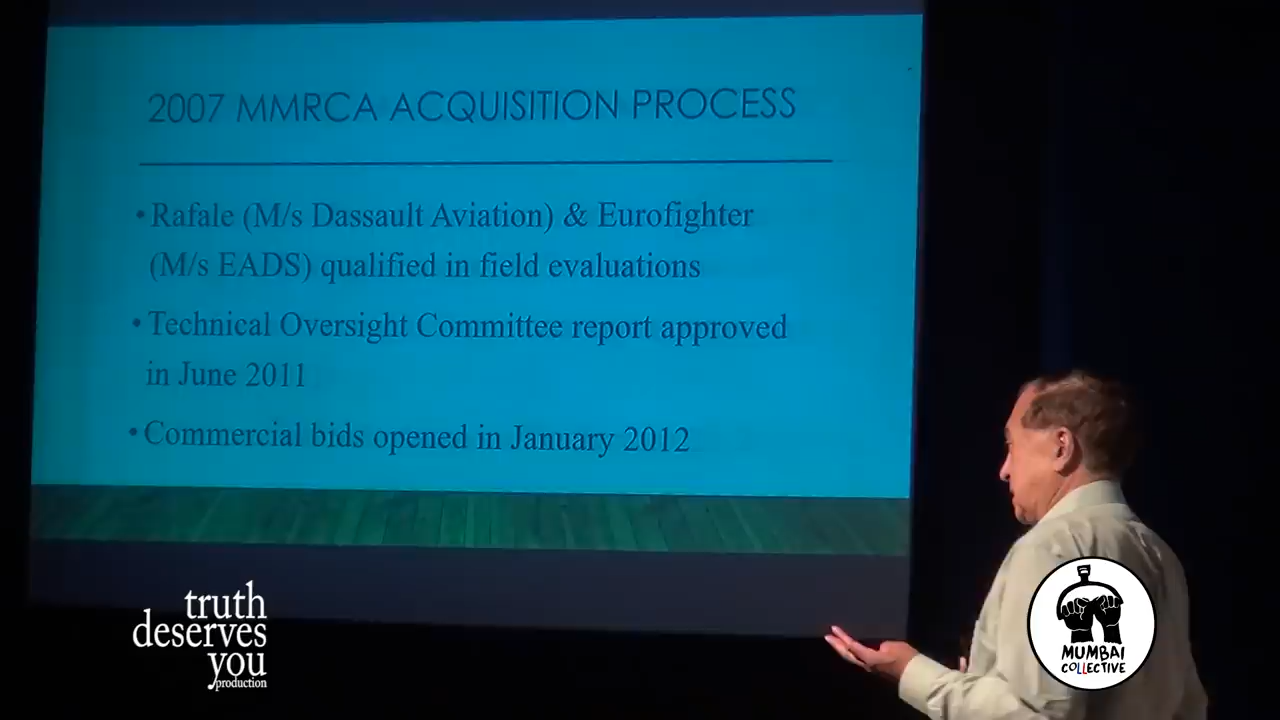 2007 MMRCA ACQUISITION PROCESS
• Rafale (M/s Dassault Aviation) & Eurofighter
(M/s EADS) qualified in field evaluations
• Technical Oversight Committee report approved
in June 2011
• Commercial bids opened in January 2012
truth
deserves
you
production
MUMBAI
COLLECTIVE